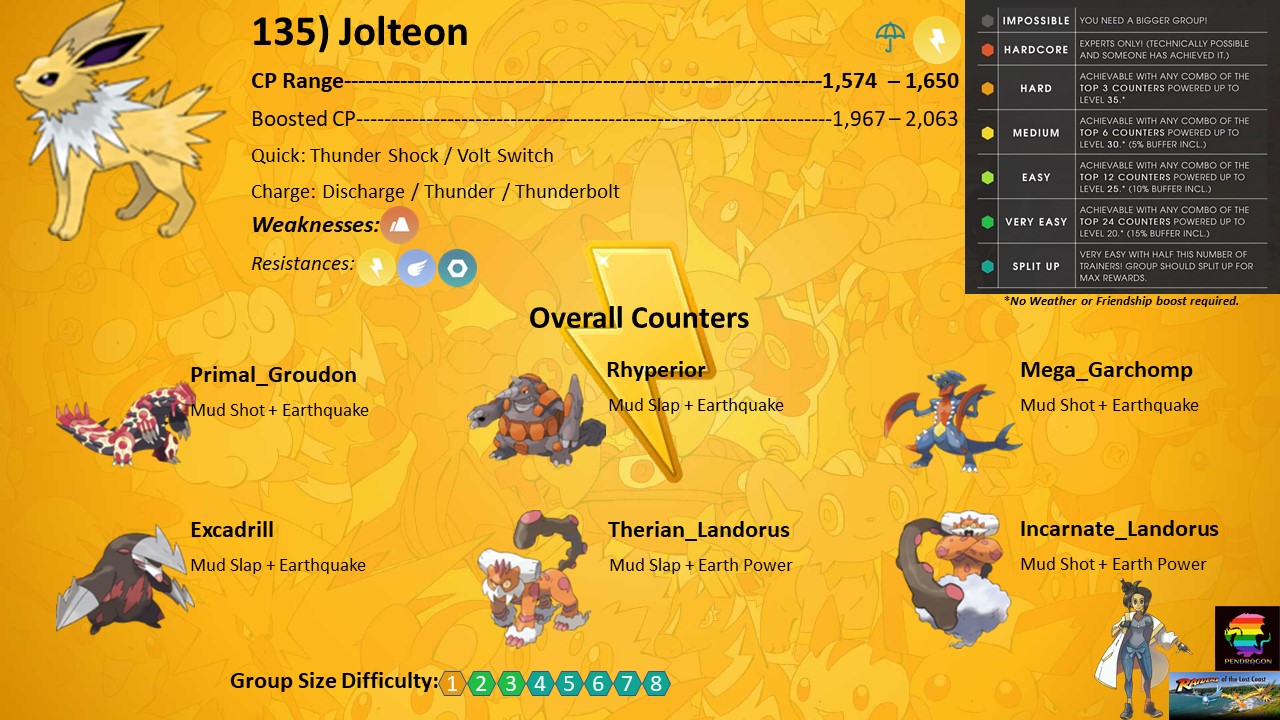 135) Jolteon
CP Range--------------------------------------------------------------------1,574 – 1,650
Boosted CP--------------------------------------------------------------------1,967 – 2,063
Quick: Thunder Shock / Volt Switch
Charge: Discharge / Thunder / Thunderbolt
Weaknesses:
Resistances:
IMPOSSIBLE YOU NEED A BIGGER GROUP!
HARDCORE EXPERTS ONLY! (TECHNICALLY POSSIBLE
AND SOMEONE HAS ACHIEVED IT.)
HARD ACHIEVABLE WITH ANY COMBO OF THE
TOP 3 COUNTERS POWERED UP TO
LEVEL 35.*
MEDIUM ACHIEVABLE WITH ANY COMBO OF THE
TOP 6 COUNTERS POWERED UP TO
LEVEL 30.* (5% BUFFER INCL.)
EASY ACHIEVABLE WITH ANY COMBO OF THE
TOP 12 COUNTERS POWERED UP TO
LEVEL 25.* (10% BUFFER INCL.)
VERY EASY ACHIEVABLE WITH ANY COMBO OF THE
TOP 24 COUNTERS POWERED UP TO
LEVEL 20.* (15% BUFFER INCL.)
SPLIT UP VERY EASY WITH HALF THIS NUMBER OF
TRAINERS! GROUP SHOULD SPLIT UP FOR
MAX REWARDS.
*No Weather or Friendship boost required.
Overall Counters
Primal_Groudon
Mud Shot + Earthquake
Rhyperior
Mud Slap + Earthquake
Mega_Garchomp
Mud Shot + Earthquake
Excadrill
Mud Slap + Earthquake
Therian_Landorus
Mud Slap + Earth Power
Incarnate_Landorus
Mud Shot + Earth Power
Group Size Difficulty: 1 2 3 4 5 6 7 8
PENDRAGON
RAIDERS of the Lost Coast